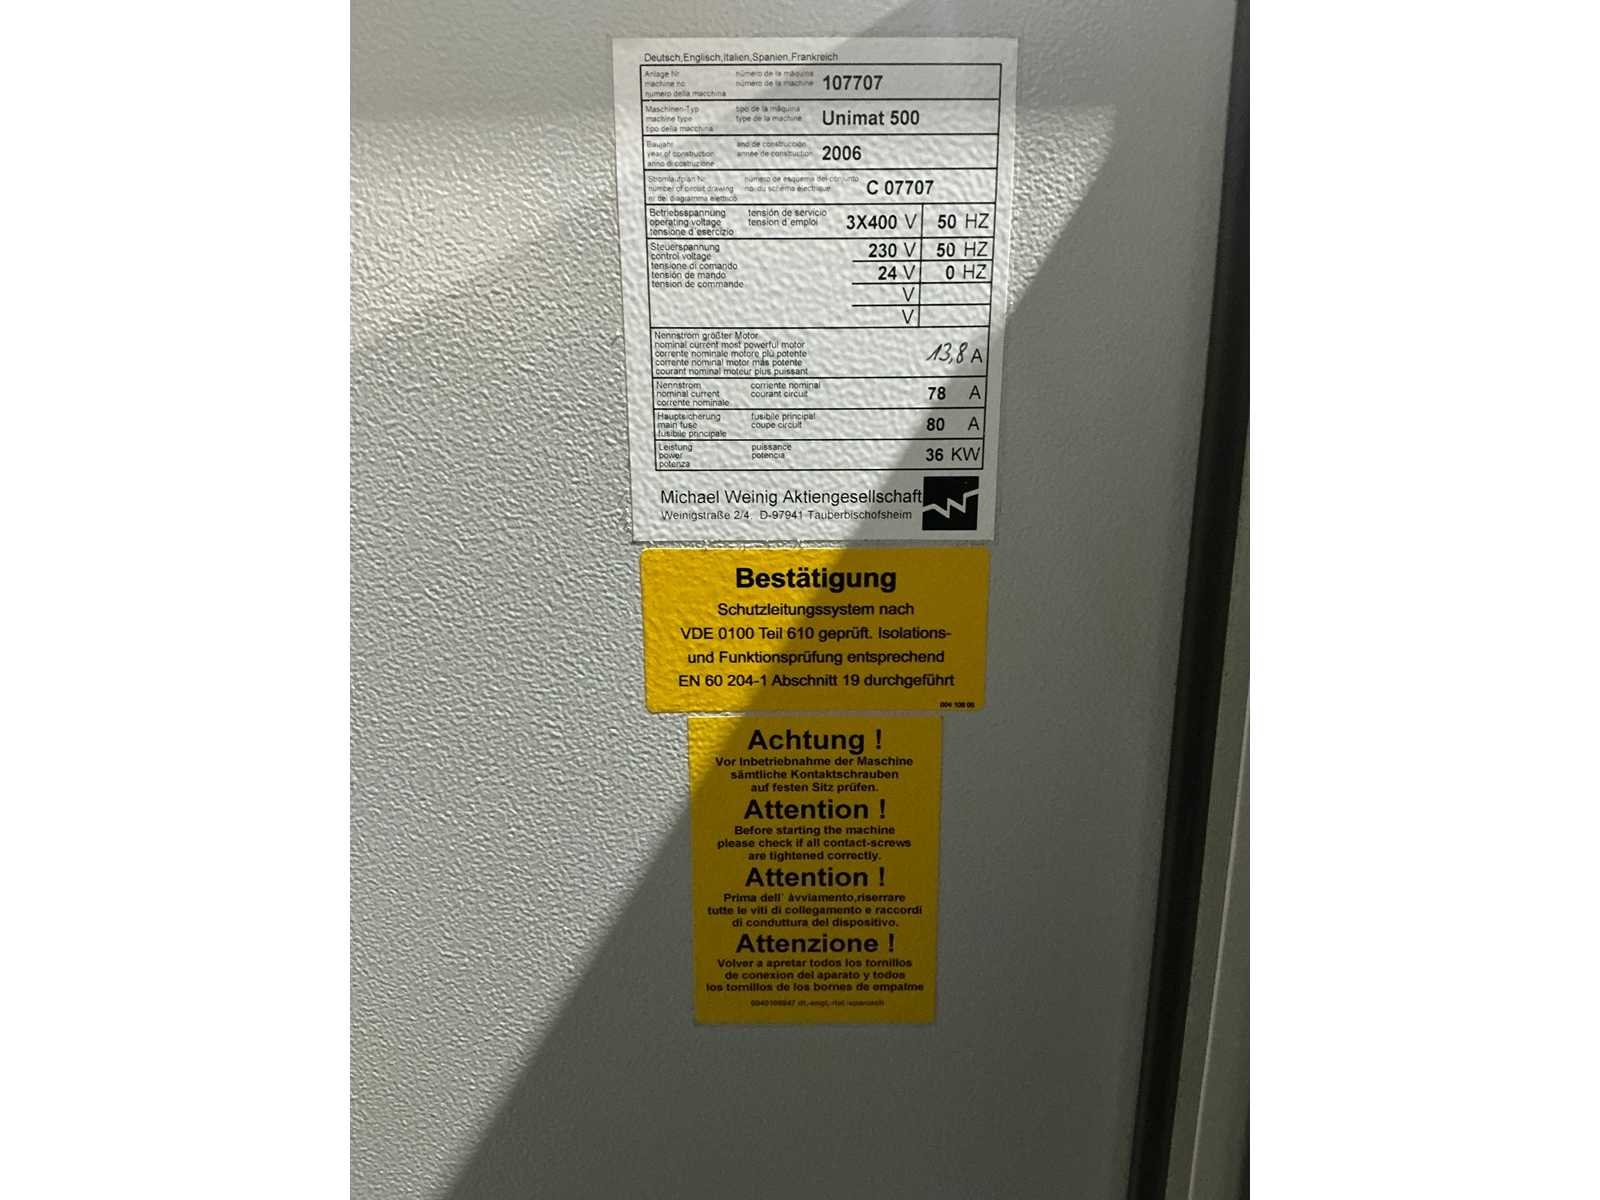 Deutsch,Englisch,Italien,Spanien,Frankreich
Anlage Nr. número de la máquina
machine no número de la machine 107707
numero della macchina
Maschinen-Typ tipo de la máquina
machine type type de la machine Unimat 500
tipo della macchina
Baujahr ano de construcción
year of construction année de construction 2006
anno di costruzione
Stromlaufplan Nr. número de esquema del conjunto
number of circuit drawing no. du schéma électrique C 07707
nr del diagramma elettrico
Betriebsspannung tensión de servicio
operating voltage tension d´emploi 3X400 V 50 HZ
tensione d´esercizio
Steuerspannung 230 V 50 HZ
control voltage
tensione di comando 24 V 0 HZ
tensión de mando
tension de commande V
V
Nennstrom größter Motor
nominal current most powerful motor
corrente nominale motore più potente 13,8 A
corrente nominal motor más potente
courant nominal moteur plus puissant
Nennstrom corriente nominal
nominal current courant circuit 78 A
corrente nominale
Hauptsicherung fusibile principal
main fuse coupe circuit 80 A
fusibile principale
Leistung puissance
power potencia 36 KW
potenza
Michael Weinig Aktiengesellschaft
Weinigstraße 2/4. D-97941 Tauberbischofsheim
Bestätigung
Schutzleitungssystem nach
VDE 0100 Teil 610 geprüft. Isolations-
und Funktionsprüfung entsprechend
EN 60 204-1 Abschnitt 19 durchgeführt
Achtung !
Vor Inbetriebnahme der Maschine
sämtliche Kontaktschrauben
auf festen Sitz prüfen.
Attention !
Before starting the machine
please check if all contact-screws
are tightened correctly.
Attention !
Prima dell´ àvviamento,riserrare
tutte le viti di collegamento e raccordi
di conduttura del dispositivo.
Attenzione !
Volver a apretar todos los tornillos
de conexion del aparato y todos
los tornillos de los bornes de empalme